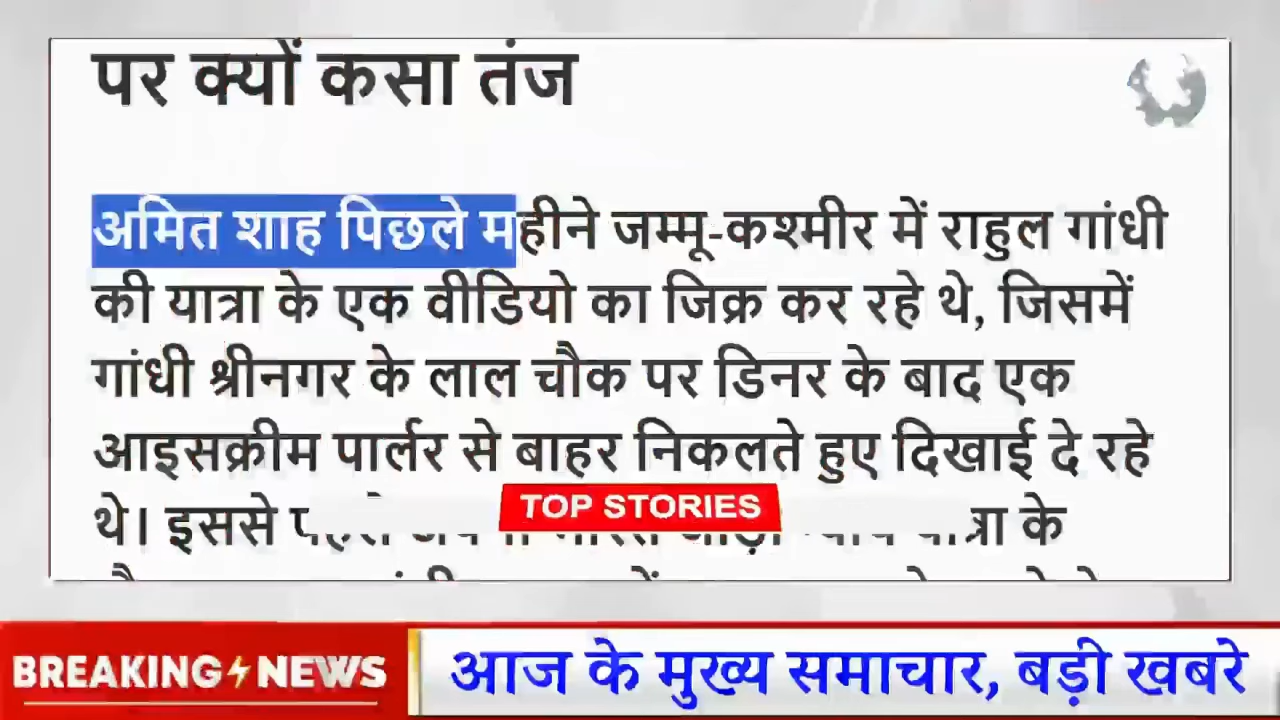 पर क्यों कसा तंज
अमित शाह पिछले महीने जम्मू-कश्मीर में राहुल गांधी
की यात्रा के एक वीडियो का जिक्र कर रहे थे, जिसमें
गांधी श्रीनगर के लाल चौक पर डिनर के बाद एक
आइसक्रीम पार्लर से बाहर निकलते हुए दिखाई दे रहे
थे। इससे
के
TOP STORIES
BREAKING NEWS
आज के मुख्य समाचार, बड़ी खबरे